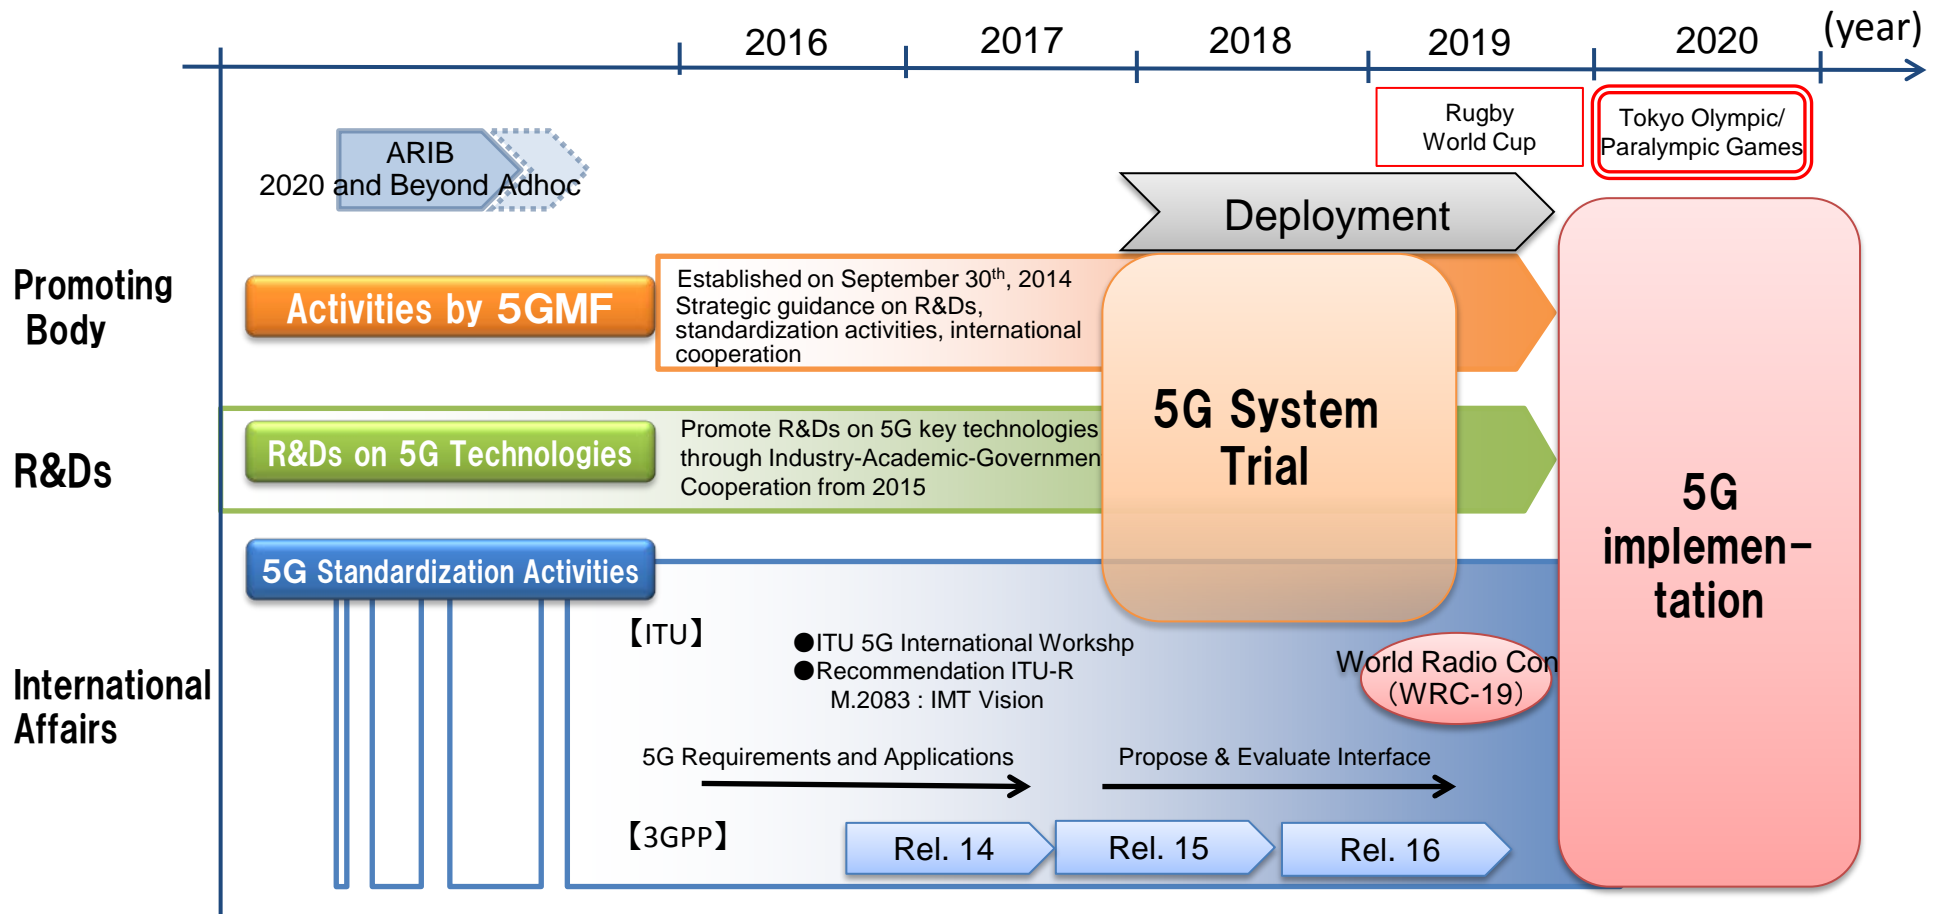 2016 2017 2018 2019 2020 (year)
Rugby
World Cup
Tokyo Olympic/
Paralympic Games
ARIB
2020 and Beyond Adhoc
Deployment
Promoting
Body
Activities by 5GMF
Established on September 30th, 2014
Strategic guidance on R&Ds,
standardization activities, international
cooperation
5G System
Trial
R&Ds
R&Ds on 5G Technologies
Promote R&Ds on 5G key technologies
through Industry-Academic-Governmen
Cooperation from 2015
5G
implemen-
tation
International
Affairs
5G Standardization Activities
【ITU】
●ITU 5G International Workshp
●Recommendation ITU-R
M.2083 : IMT Vision
World Radio Con
(WRC-19)
5G Requirements and Applications
Propose & Evaluate Interface
【3GPP】
Rel. 14
Rel. 15
Rel. 16